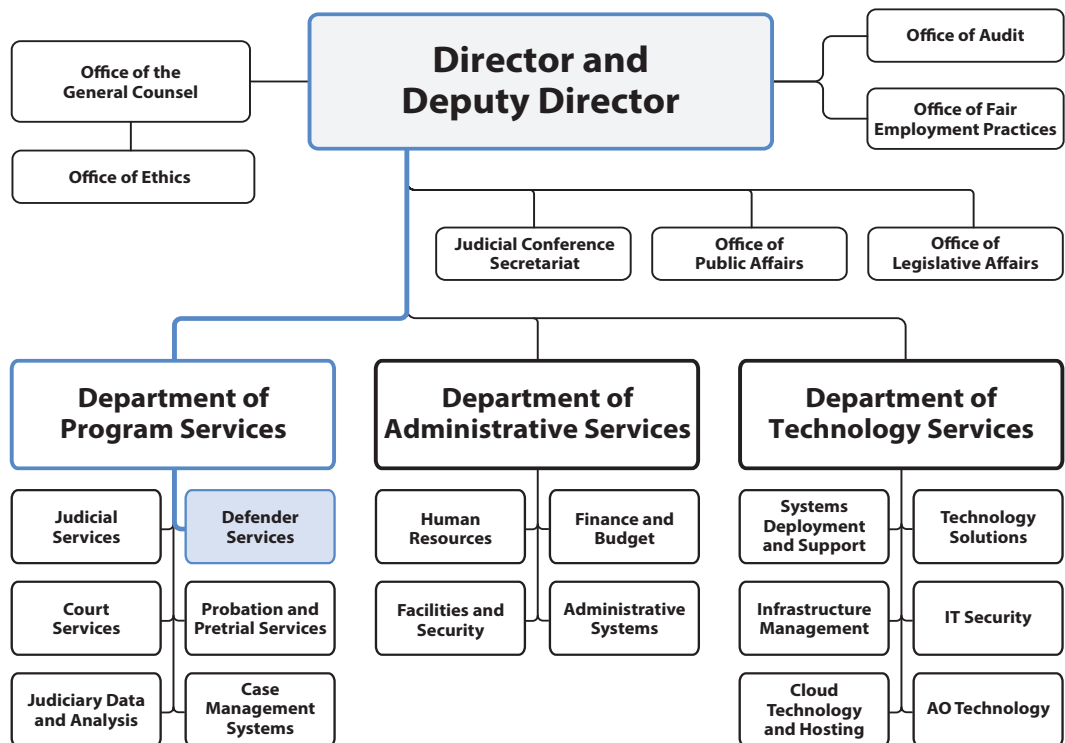 Director and
Deputy Director
Office of the
General Counsel
Office of Ethics
Office of Audit
Office of Fair
Employment Practices
Judicial Conference
Secretariat
Office of
Public Affairs
Office of
Legislative Affairs
Department of
Program Services
Department of
Administrative Services
Department of
Technology Services
Judicial
Services
Defender
Services
Court
Services
Probation and
Pretrial Services
Judiciary Data
and Analysis
Case
Management
Systems
Human
Resources
Finance and
Budget
Facilities and
Security
Administrative
Systems
Systems
Deployment
and Support
Technology
Solutions
Infrastructure
Management
IT Security
Cloud
Technology
and Hosting
AO Technology